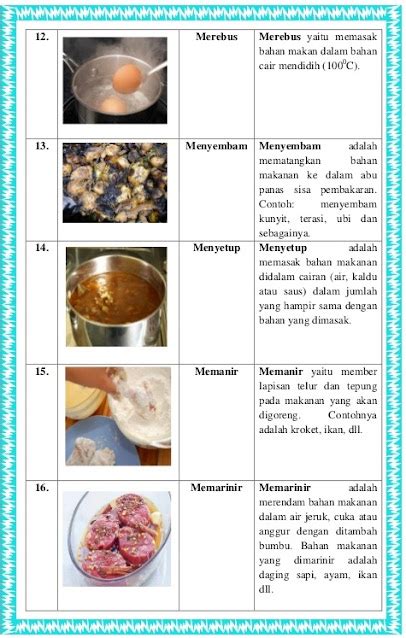 12. Merebus Merebus yaitu memasak
bahan makan dalam bahan
cair mendidih (100⁰C).
13. Menyembam Menyembam adalah
mematangkan bahan
makanan ke dalam abu
panas sisa pembakaran.
Contoh: menyembam
kunyit, terasi, ubi dan
sebagainya.
14. Menyetup Menyetup adalah
memasak bahan makanan
didalam cairan (air, kaldu
atau saus) dalam jumlah
yang hampir sama dengan
bahan yang dimasak.
15. Memanir Memanir yaitu member
lapisan telur dan tepung
pada makanan yang akan
digoreng. Contohnya
adalah kroket, ikan, dll.
16. Memarinir Memarinir adalah
merendam bahan makanan
dalam air jeruk, cuka atau
anggur dengan ditambah
bumbu. Bahan makanan
yang dimarinir adalah
daging sapi, ayam, ikan
dll.